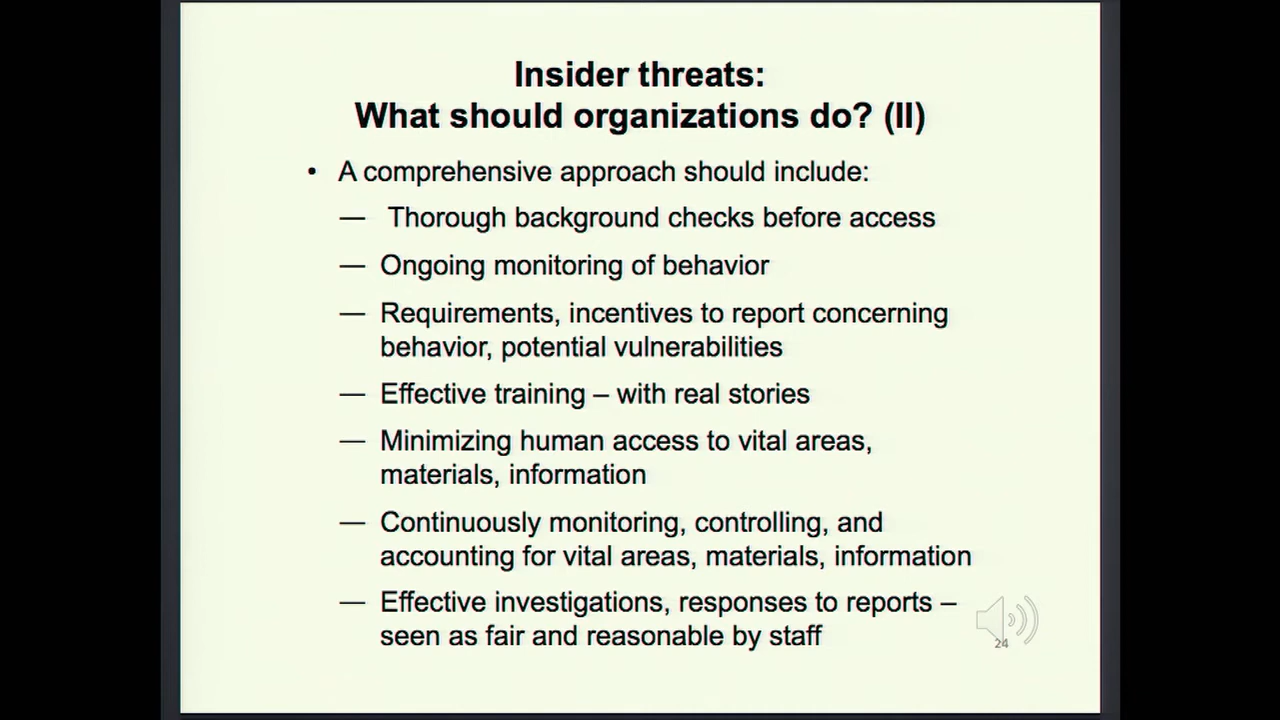 Insider threats:
What should organizations do? (II)
• A comprehensive approach should include:
— Thorough background checks before access
— Ongoing monitoring of behavior
— Requirements, incentives to report concerning
behavior, potential vulnerabilities
— Effective training – with real stories
— Minimizing human access to vital areas,
materials, information
— Continuously monitoring, controlling, and
accounting for vital areas, materials, information
— Effective investigations, responses to reports –
seen as fair and reasonable by staff
24